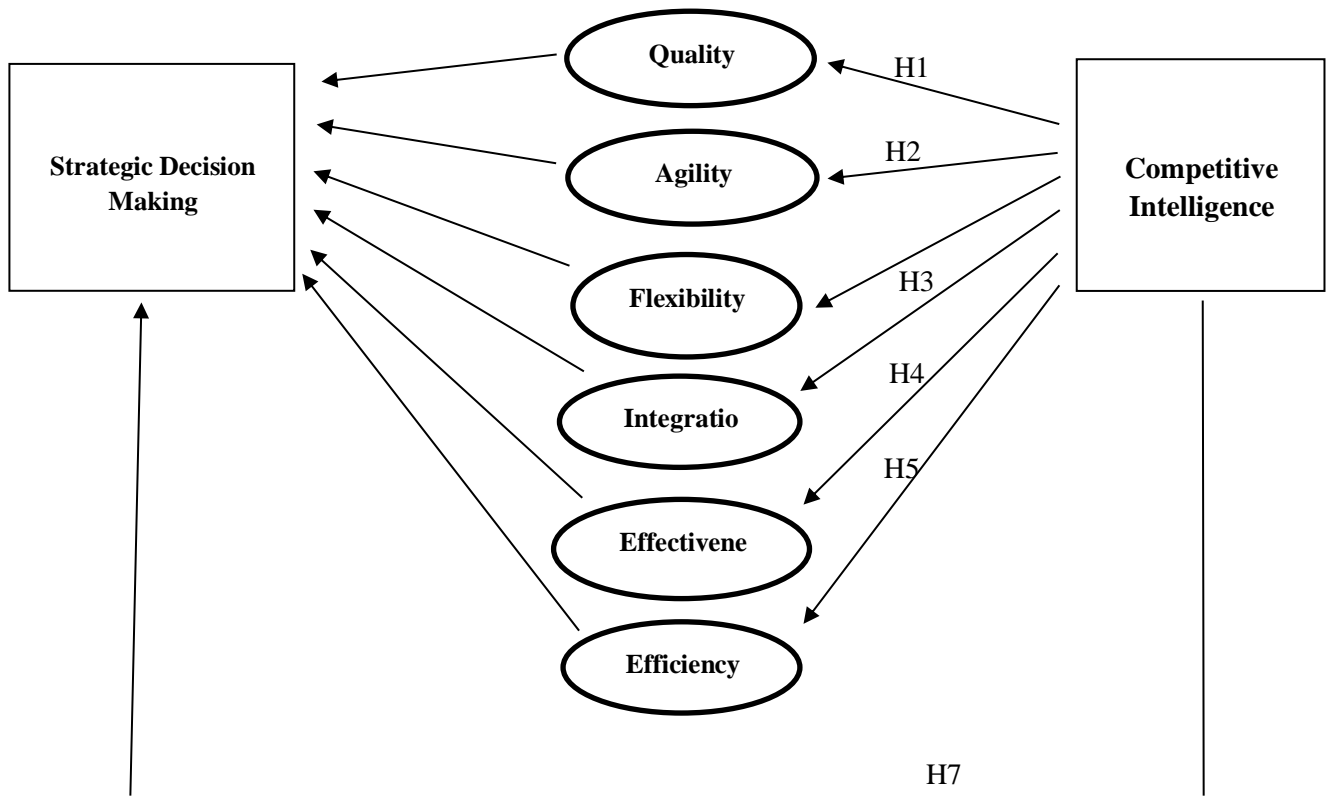 Quality
H1
Strategic Decision
Making
Agility
H2
Competitive
Intelligence
Flexibility
H3
Integratio
H4
Effectivene
H5
Efficiency
H7